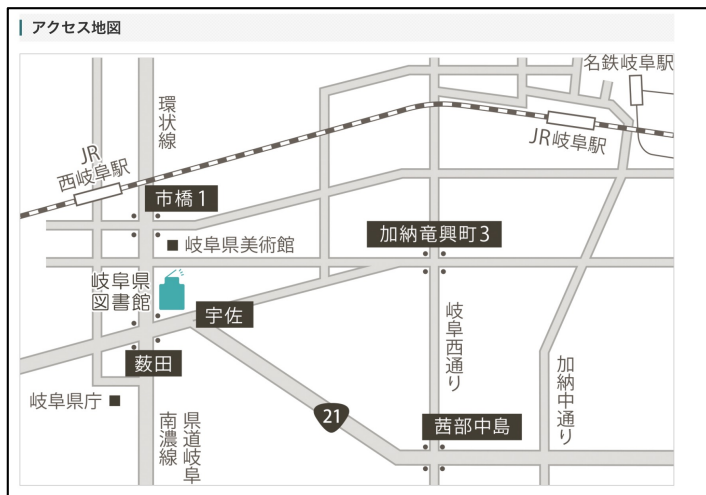 アクセス地図
名鉄岐阜駅
環状線
JR
西岐阜駅
JR岐阜駅
市橋1
岐阜県美術館
加納竜興町3
岐阜県
図書館
宇佐
岐阜西通り
薮田
加納中通り
岐阜県庁
県道岐阜
南濃線
21
茜部中島